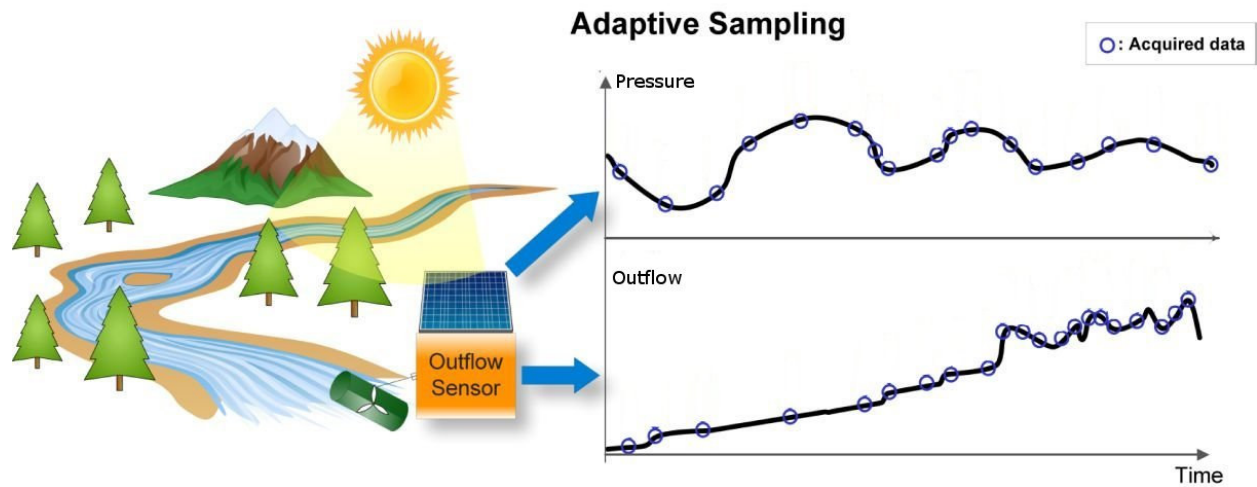 Adaptive Sampling
: Acquired data
Pressure
Outflow
Outflow
Sensor
Time